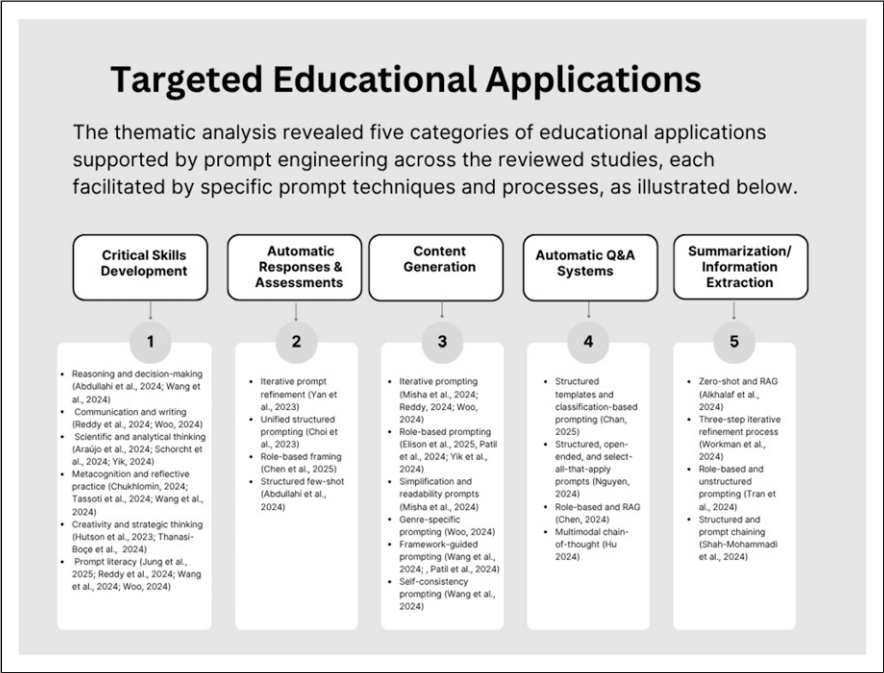 Targeted Educational Applications
The thematic analysis revealed five categories of educational applications
supported by prompt engineering across the reviewed studies, each
facilitated by specific prompt techniques and processes, as illustrated below.
Critical Skills
Development
1
• Reasoning and decision-making
(Abdullahi et al., 2024; Wang et
al., 2024)
• Communication and writing
(Reddy et al., 2024; Woo, 2024)
• Scientific and analytical thinking
(Araújo et al., 2024; Schorcht et
al., 2024; Yik, 2024)
• Metacognition and reflective
practice (Chukhlomin, 2024;
Tassoti et al., 2024; Wang et al.,
2024)
• Creativity and strategic thinking
(Hutson et al., 2023; Thanasi-
Boçe et al., 2024)
• Prompt literacy (Jung et al.,
2025; Reddy et al., 2024; Wang
et al., 2024; Woo, 2024)
Automatic
Responses &
Assessments
2
• Iterative prompt
refinement (Yan et
al., 2023)
• Unified structured
prompting (Choi et
al., 2023)
• Role-based framing
(Chen et al., 2025)
• Structured few-shot
(Abdullahi et al.,
2024)
Content
Generation
3
• Iterative prompting
(Misha et al., 2024;
Reddy, 2024; Woo,
2024)
• Role-based prompting
(Elison et al., 2025, Patil
et al., 2024; Yik et al.,
2024)
• Simplification and
readability prompts
(Misha et al., 2024)
• Genre-specific
prompting (Woo, 2024)
• Framework-guided
prompting (Wang et al.,
2024; , Patil et al., 2024)
• Self-consistency
prompting (Wang et al.,
2024)
Automatic Q&A
Systems
4
• Structured
templates and
classification-based
prompting (Chan,
2025)
• Structured, open-
ended, and select-
all-that-apply
prompts (Nguyen,
2024)
• Role-based and RAG
(Chen, 2024)
• Multimodal chain-
of-thought (Hu
2024)
Summarization/
Information
Extraction
5
• Zero-shot and RAG
(Alkhalaf et al.,
2024)
• Three-step iterative
refinement process
(Workman et al.,
2024)
• Role-based and
unstructured
prompting (Tran et
al., 2024)
• Structured and
prompt chaining
(Shah-Mohammadi
et al., 2024)